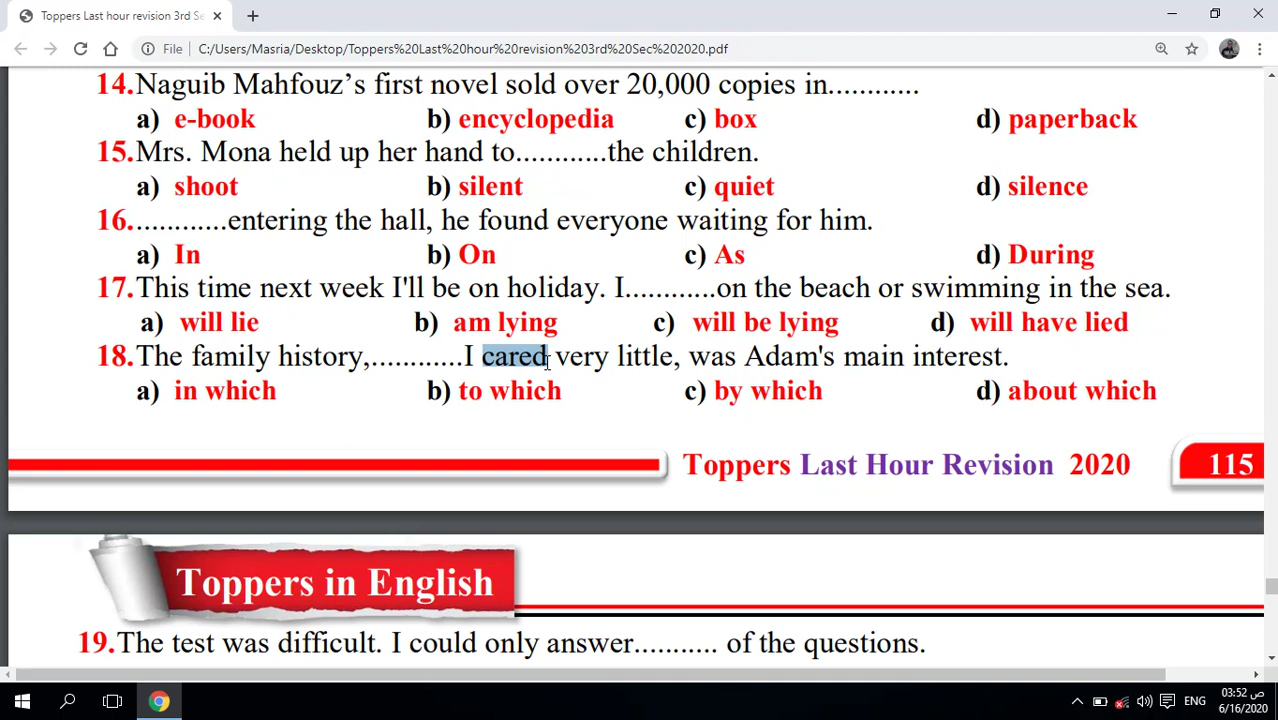 Toppers Last hour revision 3rd Se
File C:/Users/Masria/Desktop/Toppers%20Last%20hour%20revision%203rd%20Sec%202020.pdf
14.Naguib Mahfouz’s first novel sold over 20,000 copies in............
a) e-book b) encyclopedia c) box d) paperback
15.Mrs. Mona held up her hand to............the children.
a) shoot b) silent c) quiet d) silence
16.............entering the hall, he found everyone waiting for him.
a) In b) On c) As d) During
17.This time next week I'll be on holiday. I............on the beach or swimming in the sea.
a) will lie b) am lying c) will be lying d) will have lied
18.The family history,............I cared very little, was Adam's main interest.
a) in which b) to which c) by which d) about which
Toppers Last Hour Revision 2020 115
Toppers in English
19.The test was difficult. I could only answer........... of the questions.
ENG
03:52 ص
6/16/2020